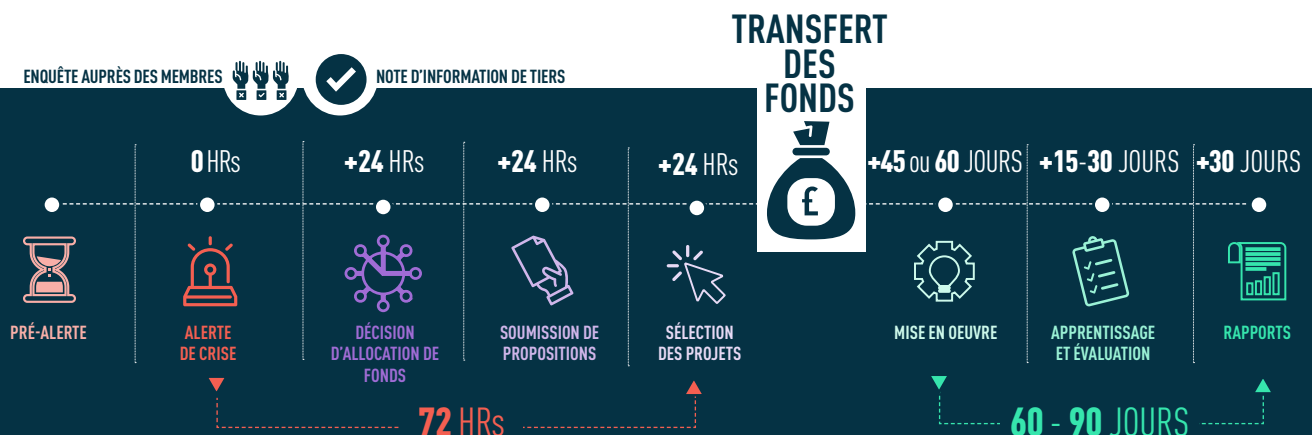 TRANSFERT
DES
FONDS
ENQUÊTE AUPRÈS DES MEMBRES
NOTE D'INFORMATION DE TIERS
0 HRs
+24 HRs
+24 HRs
+24 HRs
£
+45 ou 60 JOURS
+15-30 JOURS
+30 JOURS
PRÉ-ALERTE
ALERTE
DE CRISE
DÉCISION
D'ALLOCATION DE
FONDS
SOUMISSION DE
PROPOSITIONS
SÉLECTION
DES PROJETS
MISE EN OEUVRE
APPRENTISSAGE
ET ÉVALUATION
RAPPORTS
72 HRs
60 - 90 JOURS